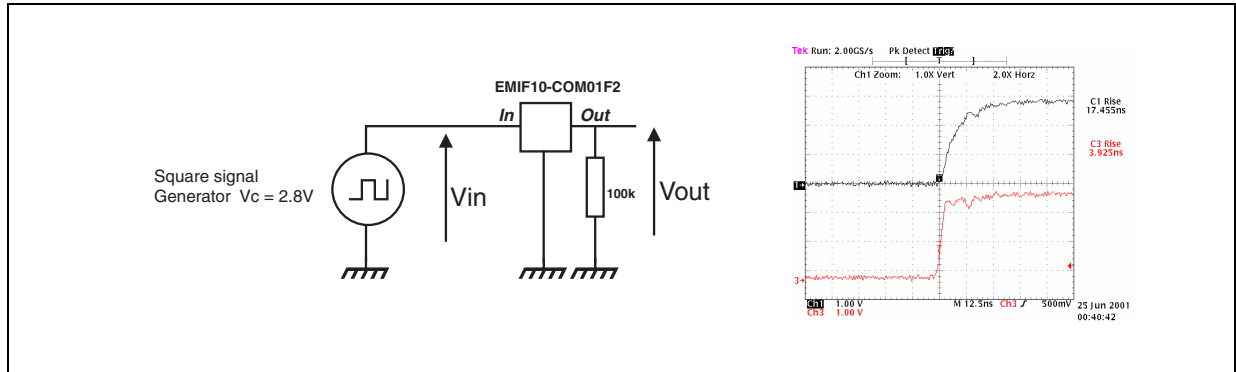 EMIF10-COM01F2
In
Out
Square signal
Generator Vc = 2.8V
Vin
100k
Vout
Tek Run: 2.00GS/s Pk Detect Trig?
Ch1 Zoom: 1.0X Vert 2.0X Horz
C1 Rise
17.455ns
C3 Rise
3.925ns
T
1
3
Ch1 1.00 V M 12.5ns Ch3 500mV
Ch3 1.00 V
25 Jun 2001
00:40:42